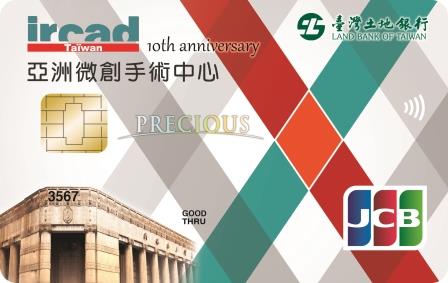 ircad
Taiwan
10th anniversary
亞洲微創手術中心
臺灣土地銀行
LAND BANK OF TAIWAN
PRECIOUS
3567
GOOD
THRU
JCB